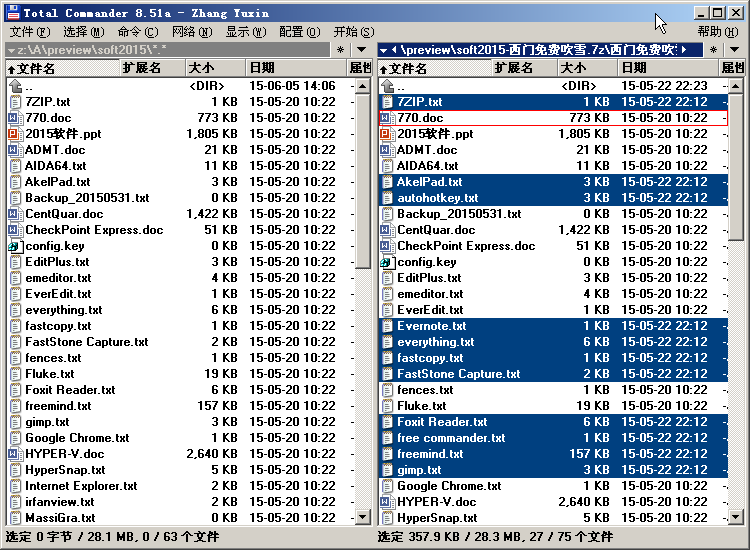 Total Commander 8.51a - Zhang Yuxin
文件(F) 选择(M) 命令(C) 网络(N) 显示(W) 配置(O) 开始(S) 帮助(H)
z:\A\preview\soft2015\*.*
文件名 扩展名 大小 日期 属性
.. <DIR> 15-06-05 14:06
7ZIP.txt 1 KB 15-05-20 10:22
770.doc 773 KB 15-05-20 10:22
2015软件.ppt 1,805 KB 15-05-20 10:22
ADMT.doc 21 KB 15-05-20 10:22
AIDA64.txt 11 KB 15-05-20 10:22
AkelPad.txt 3 KB 15-05-20 10:22
Backup_20150531.txt 0 KB 15-05-20 10:22
CentQuar.doc 1,422 KB 15-05-20 10:22
CheckPoint Express.doc 51 KB 15-05-20 10:22
config.key 0 KB 15-05-20 10:22
EditPlus.txt 3 KB 15-05-20 10:22
emeditor.txt 4 KB 15-05-20 10:22
EverEdit.txt 1 KB 15-05-20 10:22
everything.txt 6 KB 15-05-20 10:22
fastcopy.txt 1 KB 15-05-20 10:22
FastStone Capture.txt 2 KB 15-05-20 10:22
fences.txt 1 KB 15-05-20 10:22
Fluke.txt 19 KB 15-05-20 10:22
Foxit Reader.txt 6 KB 15-05-20 10:22
freemind.txt 157 KB 15-05-20 10:22
gimp.txt 3 KB 15-05-20 10:22
Google Chrome.txt 1 KB 15-05-20 10:22
HYPER-V.doc 2,640 KB 15-05-20 10:22
HyperSnap.txt 5 KB 15-05-20 10:22
Internet Explorer.txt 2 KB 15-05-20 10:22
irfanview.txt 2 KB 15-05-20 10:22
MassiGra.txt 0 KB 15-05-20 10:22
选定 0 字节 / 28.1 MB, 0 / 63 个文件
\preview\soft2015-西门免费吹雪.7z\西门免费吹雪
文件名 扩展名 大小 日期 属性
.. <DIR> 15-05-22 22:23
7ZIP.txt 1 KB 15-05-22 22:12
770.doc 773 KB 15-05-20 10:22
2015软件.ppt 1,805 KB 15-05-20 10:22
ADMT.doc 21 KB 15-05-20 10:22
AIDA64.txt 11 KB 15-05-20 10:22
AkelPad.txt 3 KB 15-05-22 22:12
autohotkey.txt 3 KB 15-05-22 22:12
Backup_20150531.txt 0 KB 15-05-20 10:22
CentQuar.doc 1,422 KB 15-05-20 10:22
CheckPoint Express.doc 51 KB 15-05-20 10:22
config.key 0 KB 15-05-20 10:22
EditPlus.txt 3 KB 15-05-20 10:22
emeditor.txt 4 KB 15-05-20 10:22
EverEdit.txt 1 KB 15-05-20 10:22
Evernote.txt 1 KB 15-05-22 22:12
everything.txt 6 KB 15-05-22 22:12
fastcopy.txt 1 KB 15-05-22 22:12
FastStone Capture.txt 2 KB 15-05-22 22:12
fences.txt 1 KB 15-05-20 10:22
Fluke.txt 19 KB 15-05-20 10:22
Foxit Reader.txt 6 KB 15-05-22 22:12
free commander.txt 1 KB 15-05-22 22:12
freemind.txt 157 KB 15-05-22 22:12
gimp.txt 3 KB 15-05-22 22:12
Google Chrome.txt 1 KB 15-05-20 10:22
HYPER-V.doc 2,640 KB 15-05-20 10:22
HyperSnap.txt 5 KB 15-05-20 10:22
选定 357.9 KB / 28.3 MB, 27 / 75 个文件